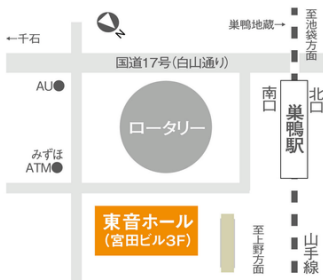 至池袋方面
巣鴨地蔵→
←千石
N
国道17号(白山通り)
AU●
南口
北口
巣鴨駅
ロータリー
みずほ
ATM●
東音ホール
(宮田ビル3F)
至上野方面
山手線